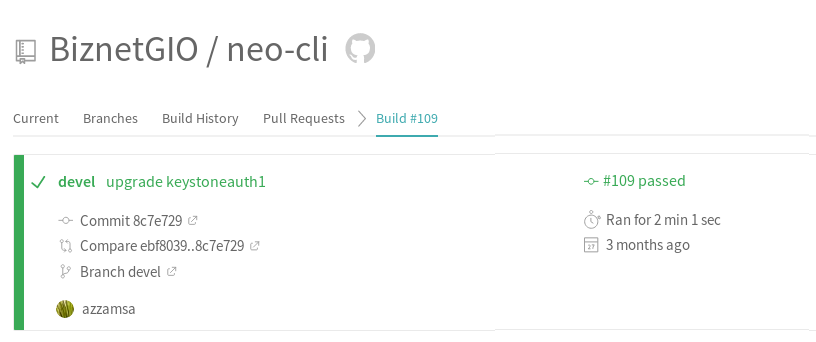 BiznetGIO / neo-cli
Current Branches Build History Pull Requests Build #109
devel upgrade keystoneauth1
#109 passed
Commit 8c7e729
Ran for 2 min 1 sec
Compare ebf8039..8c7e729
3 months ago
27
Branch devel
azzamsa